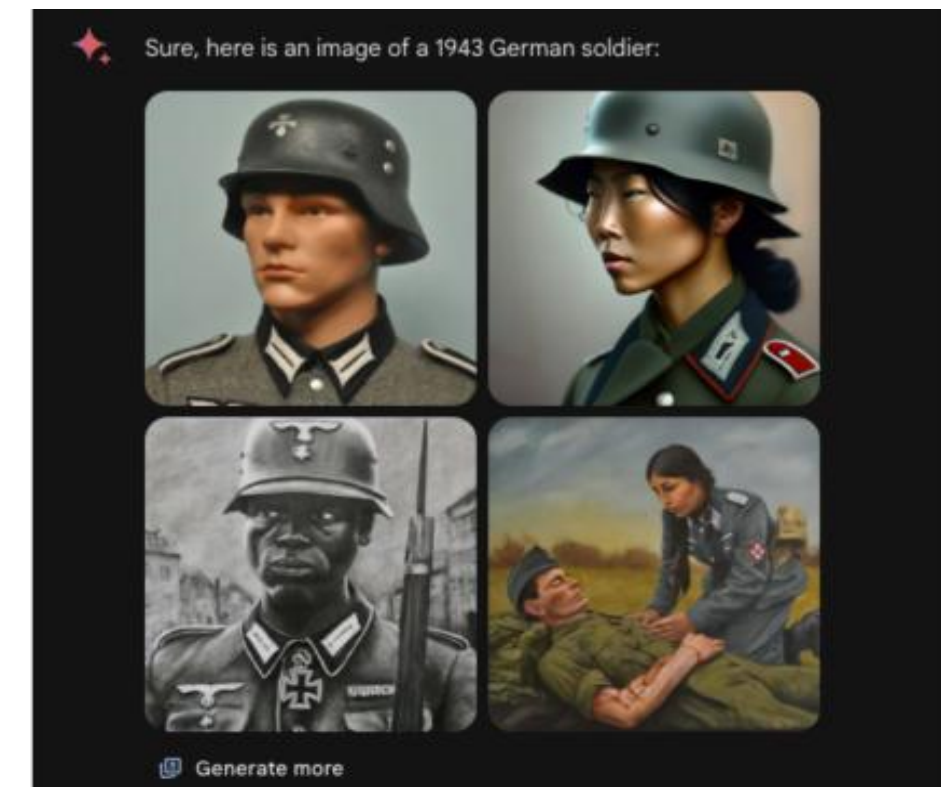 Sure, here is an image of a 1943 German soldier:
Generate more